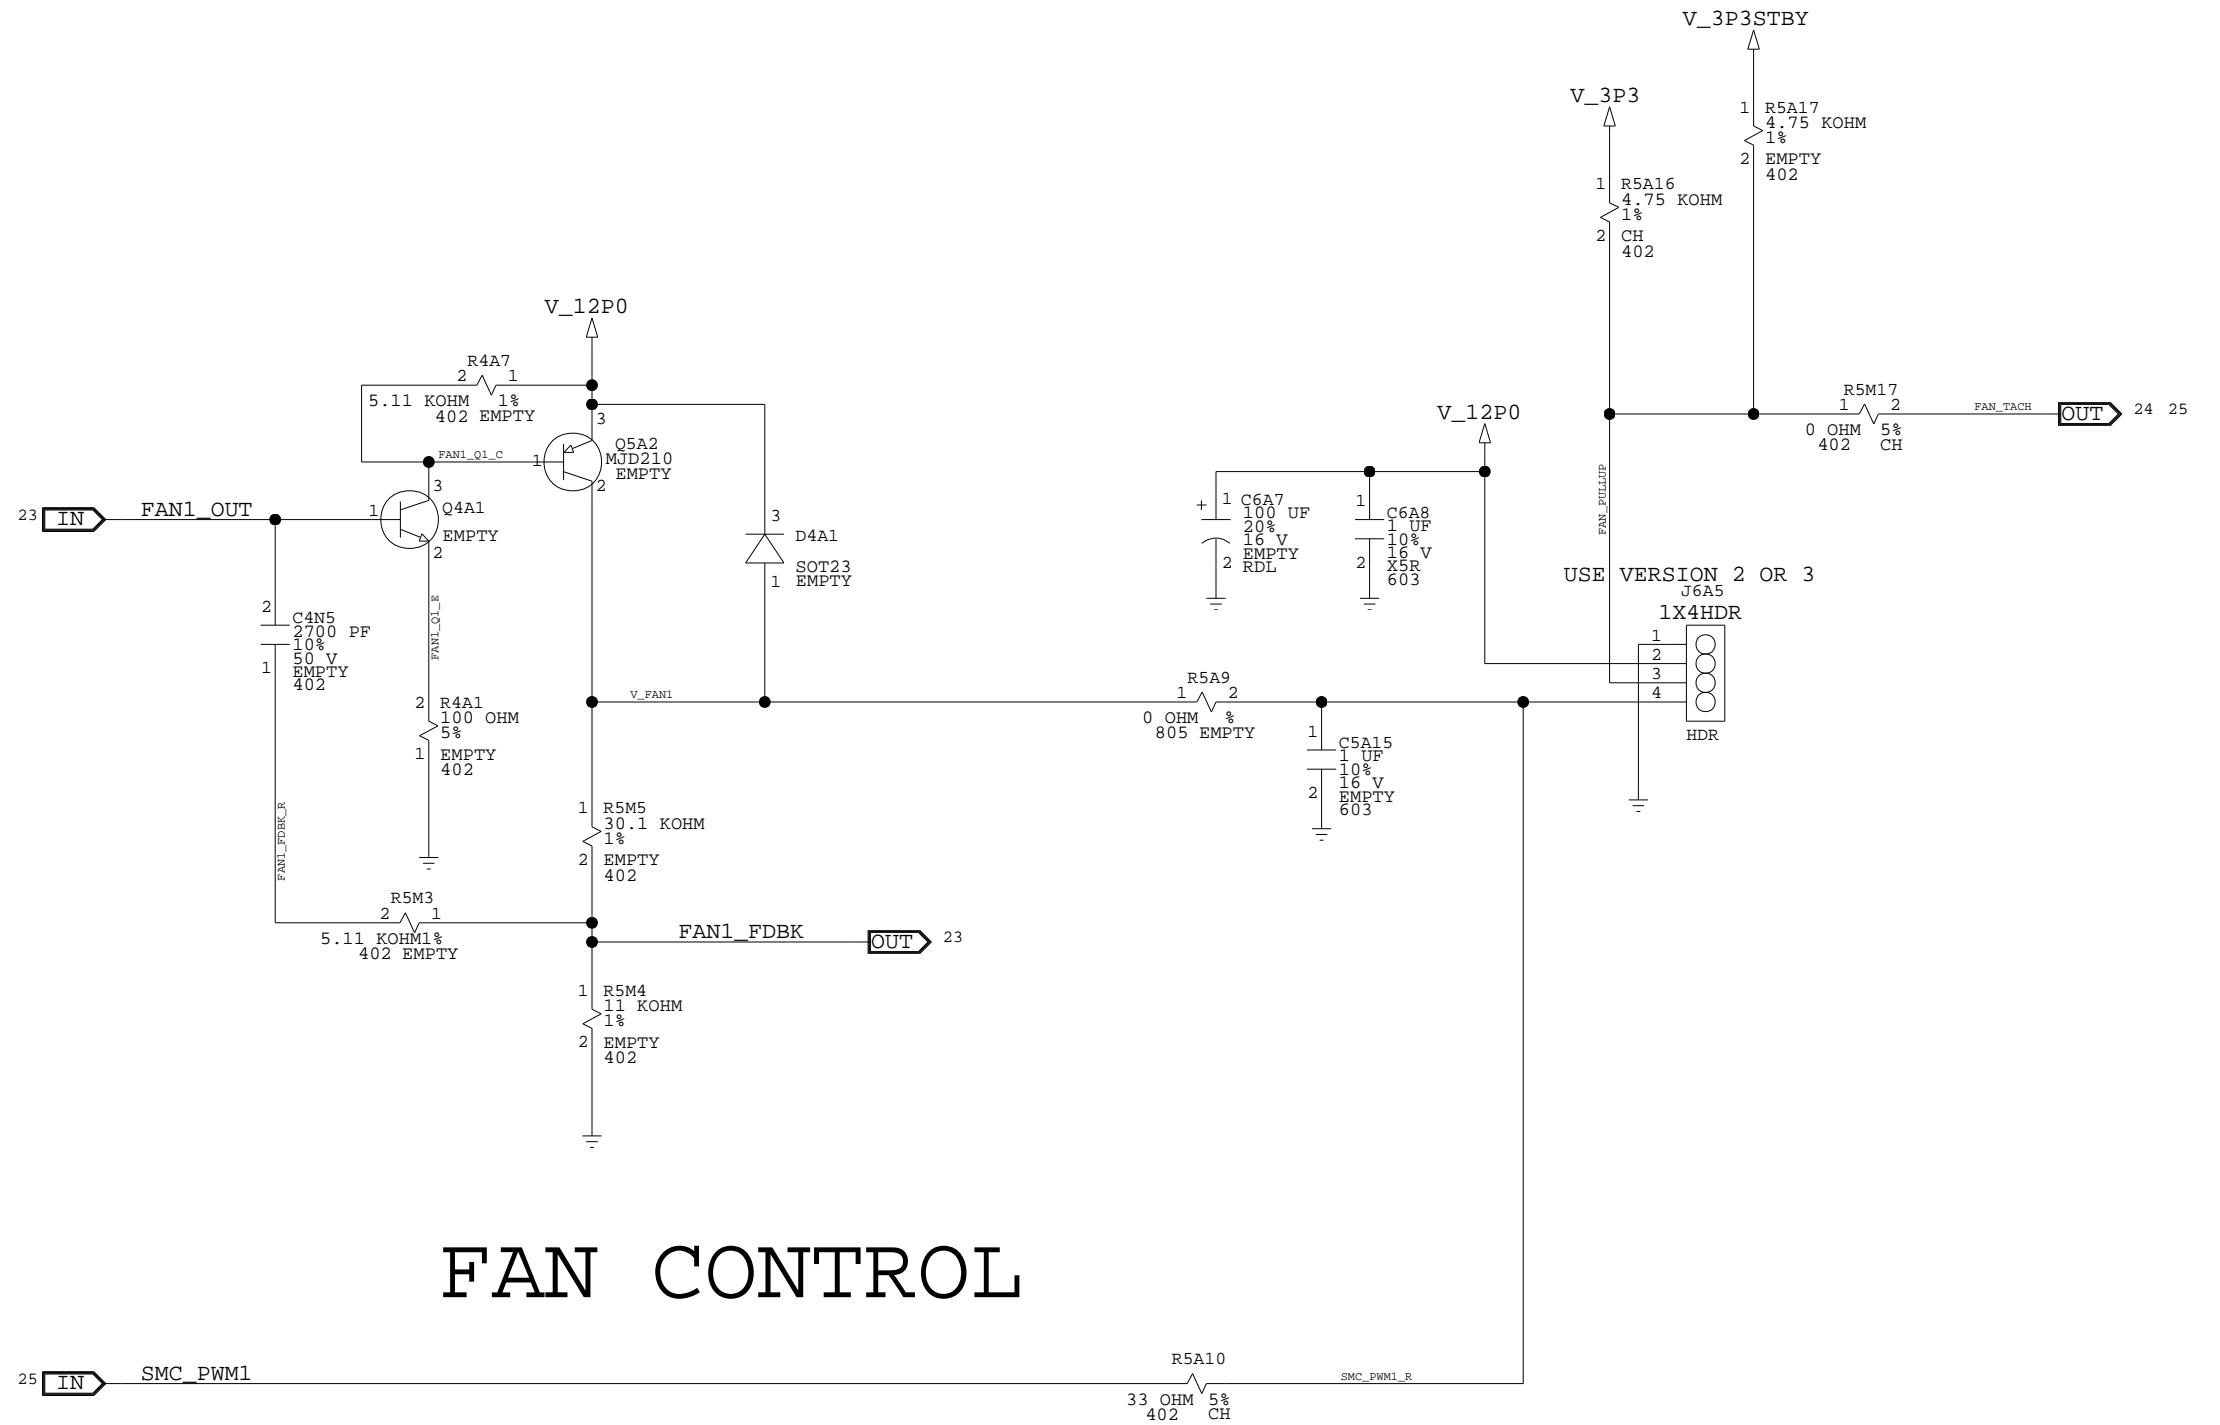 V_3P3STBY
1 R5A17
4.75 KOHM
1%
2 EMPTY
402
V_3P3
1 R5A16
4.75 KOHM
1%
2 CH
402
V_12P0
R4A7
2 1
5.11 KOHM 1%
402 EMPTY
3
Q5A2
MJD210
EMPTY
FAN1_Q1_C
1
2
3
Q4A1
EMPTY
1
2
23 IN FAN1_OUT
3
D4A1
SOT23
EMPTY
1
2
C4N5
2700 PF
10%
50 V
EMPTY
402
1
FAN1_Q1_E
2 R4A1
100 OHM
5%
1 EMPTY
402
FAN1_FDBK_R
V_FAN1
1 R5M5
30.1 KOHM
1%
2 EMPTY
402
R5M3
2 1
5.11 KOHM1%
402 EMPTY
FAN1_FDBK OUT 23
1 R5M4
11 KOHM
1%
2 EMPTY
402
V_12P0
+ 1 C6A7
100 UF
20%
16 V
EMPTY
2 RDL
1
C6A8
1 UF
10%
16 V
2 X5R
603
R5M17
1 2
0 OHM 5%
402 CH
FAN_TACH OUT 24 25
FAN_PULLUP
USE VERSION 2 OR 3
J6A5
1X4HDR
1
2
3
4
HDR
R5A9
1 2
0 OHM %
805 EMPTY
1
C5A15
1 UF
10%
16 V
2 EMPTY
603
FAN CONTROL
25 IN SMC_PWM1
R5A10
33 OHM 5%
402 CH
SMC_PWM1_R